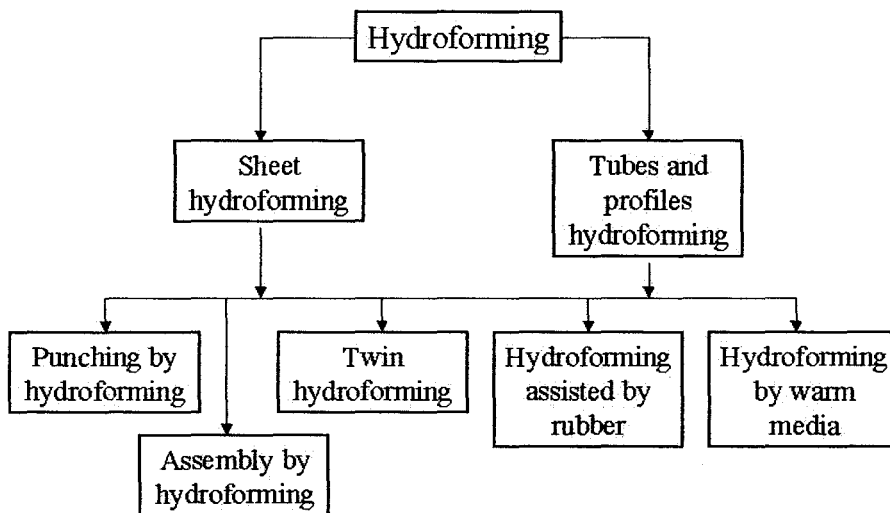 Hydroforming
Sheet
hydroforming
Tubes and
profiles
hydroforming
Punching by
hydroforming
Assembly by
hydroforming
Twin
hydroforming
Hydroforming
assisted by
rubber
Hydroforming
by warm
media